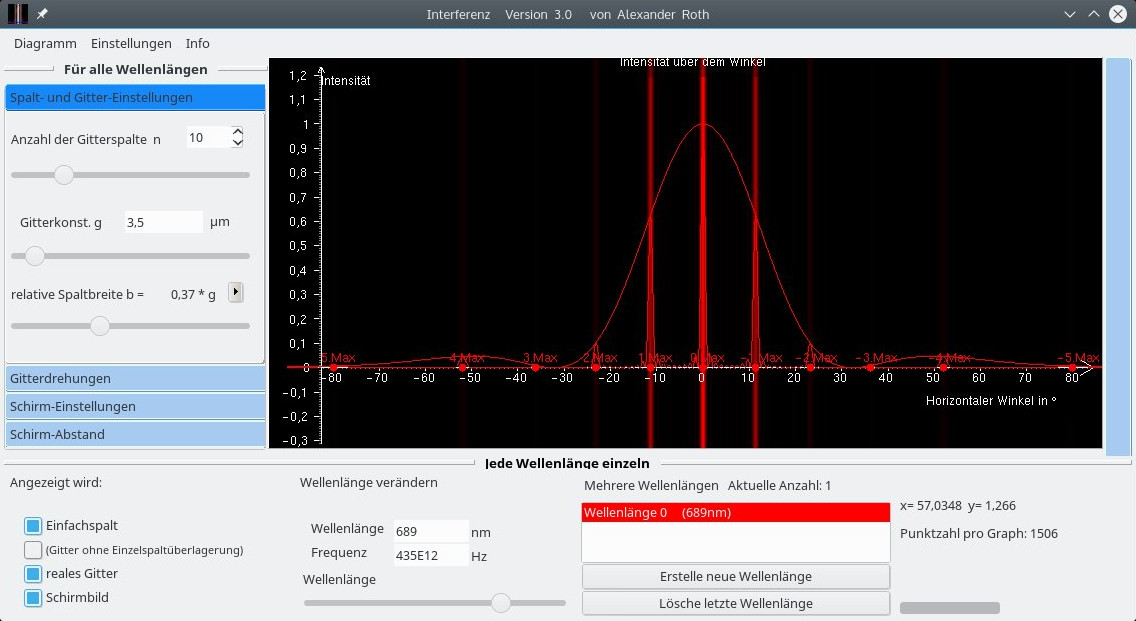 Interferenz Version 3.0 von Alexander Roth
Diagramm Einstellungen Info
Für alle Wellenlängen
Spalt- und Gitter-Einstellungen
Anzahl der Gitterspalte n 10
Gitterkonst. g 3,5 µm
relative Spaltbreite b = 0,37 * g
Gitterdrehungen
Schirm-Einstellungen
Schirm-Abstand
Intensität über dem Winkel
Intensität
1,2
1,1
1
0,9
0,8
0,7
0,6
0,5
0,4
0,3
0,2
0,1
0
-0,1
-0,2
-0,3
5.Max 4.Max 3.Max 2.Max 1.Max 0.Max -1.Max -2.Max -3.Max -4.Max -5.Max
-80 -70 -60 -50 -40 -30 -20 -10 0 10 20 30 40 50 60 70 80
Horizontaler Winkel in °
Jede Wellenlänge einzeln
Angezeigt wird:
Einfachspalt
(Gitter ohne Einzelspaltüberlagerung)
reales Gitter
Schirmbild
Wellenlänge verändern
Wellenlänge 689 nm
Frequenz 435E12 Hz
Wellenlänge
Mehrere Wellenlängen Aktuelle Anzahl: 1
Wellenlänge 0 (689nm)
Erstelle neue Wellenlänge
Lösche letzte Wellenlänge
x= 57,0348 y= 1,266
Punktzahl pro Graph: 1506